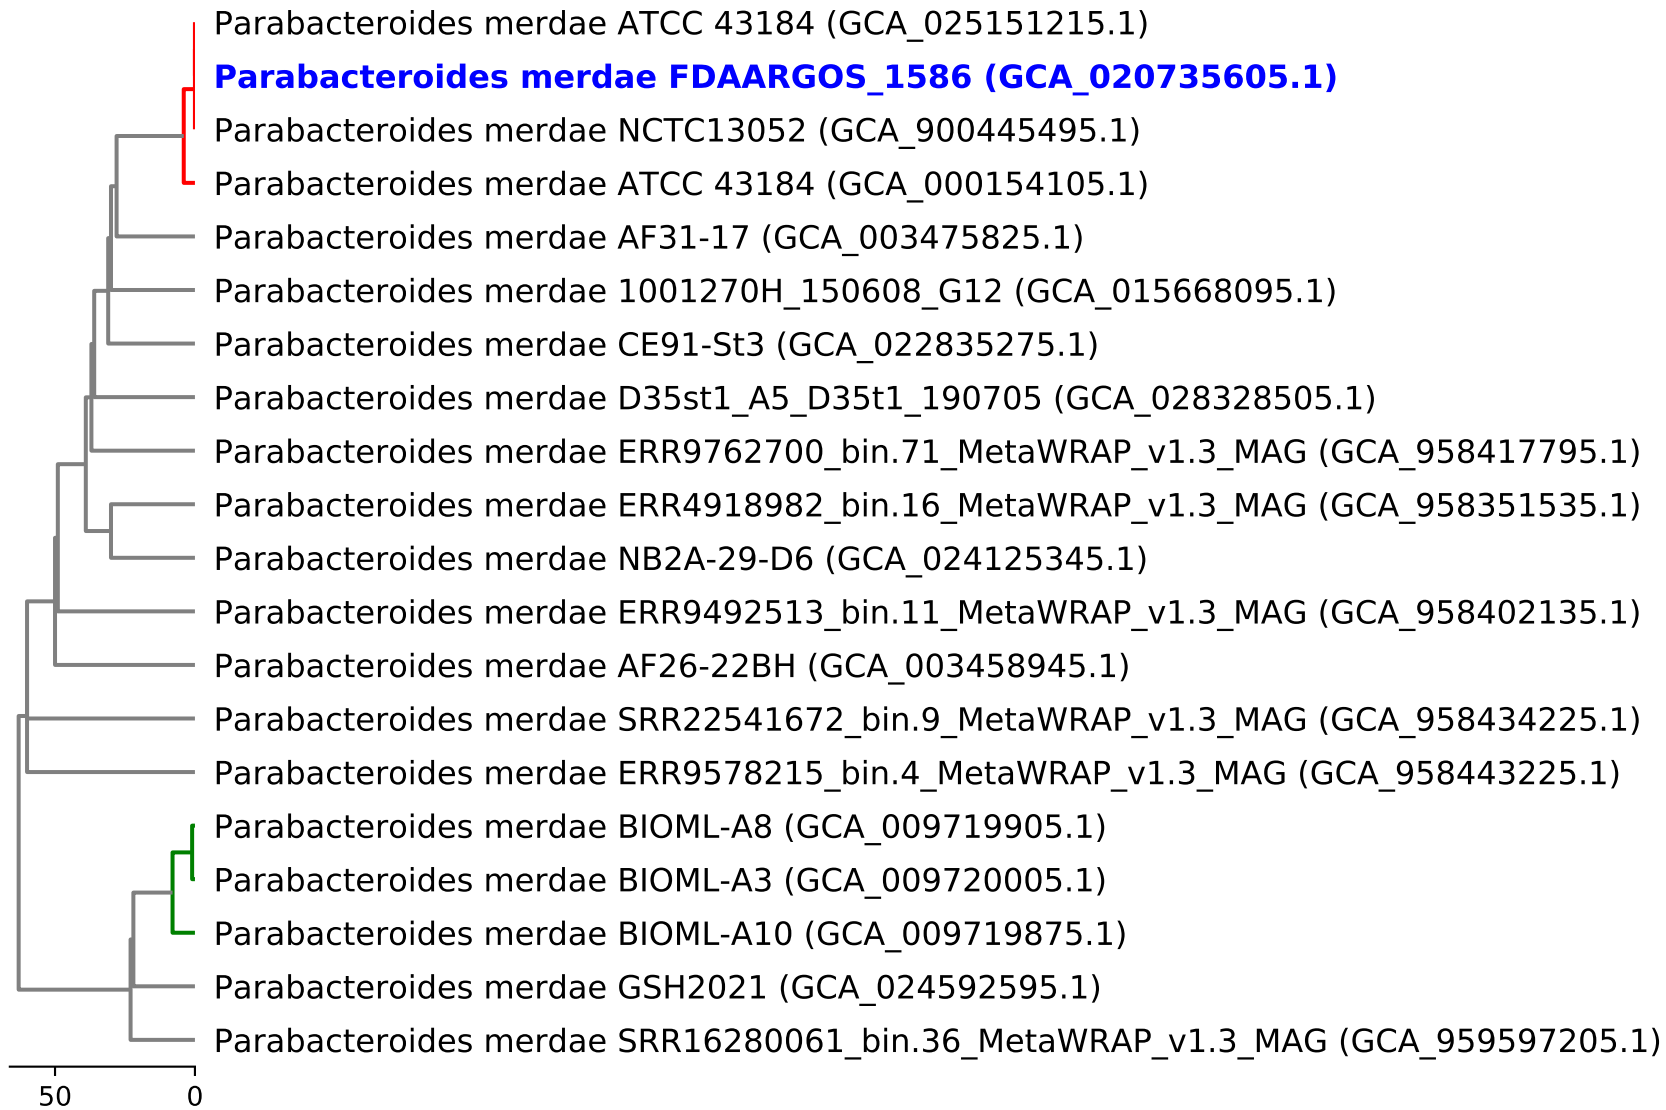 Parabacteroides merdae ATCC 43184 (GCA_025151215.1)
Parabacteroides merdae FDAARGOS_1586 (GCA_020735605.1)
Parabacteroides merdae NCTC13052 (GCA_900445495.1)
Parabacteroides merdae ATCC 43184 (GCA_000154105.1)
Parabacteroides merdae AF31-17 (GCA_003475825.1)
Parabacteroides merdae 1001270H_150608_G12 (GCA_015668095.1)
Parabacteroides merdae CE91-St3 (GCA_022835275.1)
Parabacteroides merdae D35st1_A5_D35t1_190705 (GCA_028328505.1)
Parabacteroides merdae ERR9762700_bin.71_MetaWRAP_v1.3_MAG (GCA_958417795.1)
Parabacteroides merdae ERR4918982_bin.16_MetaWRAP_v1.3_MAG (GCA_958351535.1)
Parabacteroides merdae NB2A-29-D6 (GCA_024125345.1)
Parabacteroides merdae ERR9492513_bin.11_MetaWRAP_v1.3_MAG (GCA_958402135.1)
Parabacteroides merdae AF26-22BH (GCA_003458945.1)
Parabacteroides merdae SRR22541672_bin.9_MetaWRAP_v1.3_MAG (GCA_958434225.1)
Parabacteroides merdae ERR9578215_bin.4_MetaWRAP_v1.3_MAG (GCA_958443225.1)
Parabacteroides merdae BIOML-A8 (GCA_009719905.1)
Parabacteroides merdae BIOML-A3 (GCA_009720005.1)
Parabacteroides merdae BIOML-A10 (GCA_009719875.1)
Parabacteroides merdae GSH2021 (GCA_024592595.1)
Parabacteroides merdae SRR16280061_bin.36_MetaWRAP_v1.3_MAG (GCA_959597205.1)
50 0